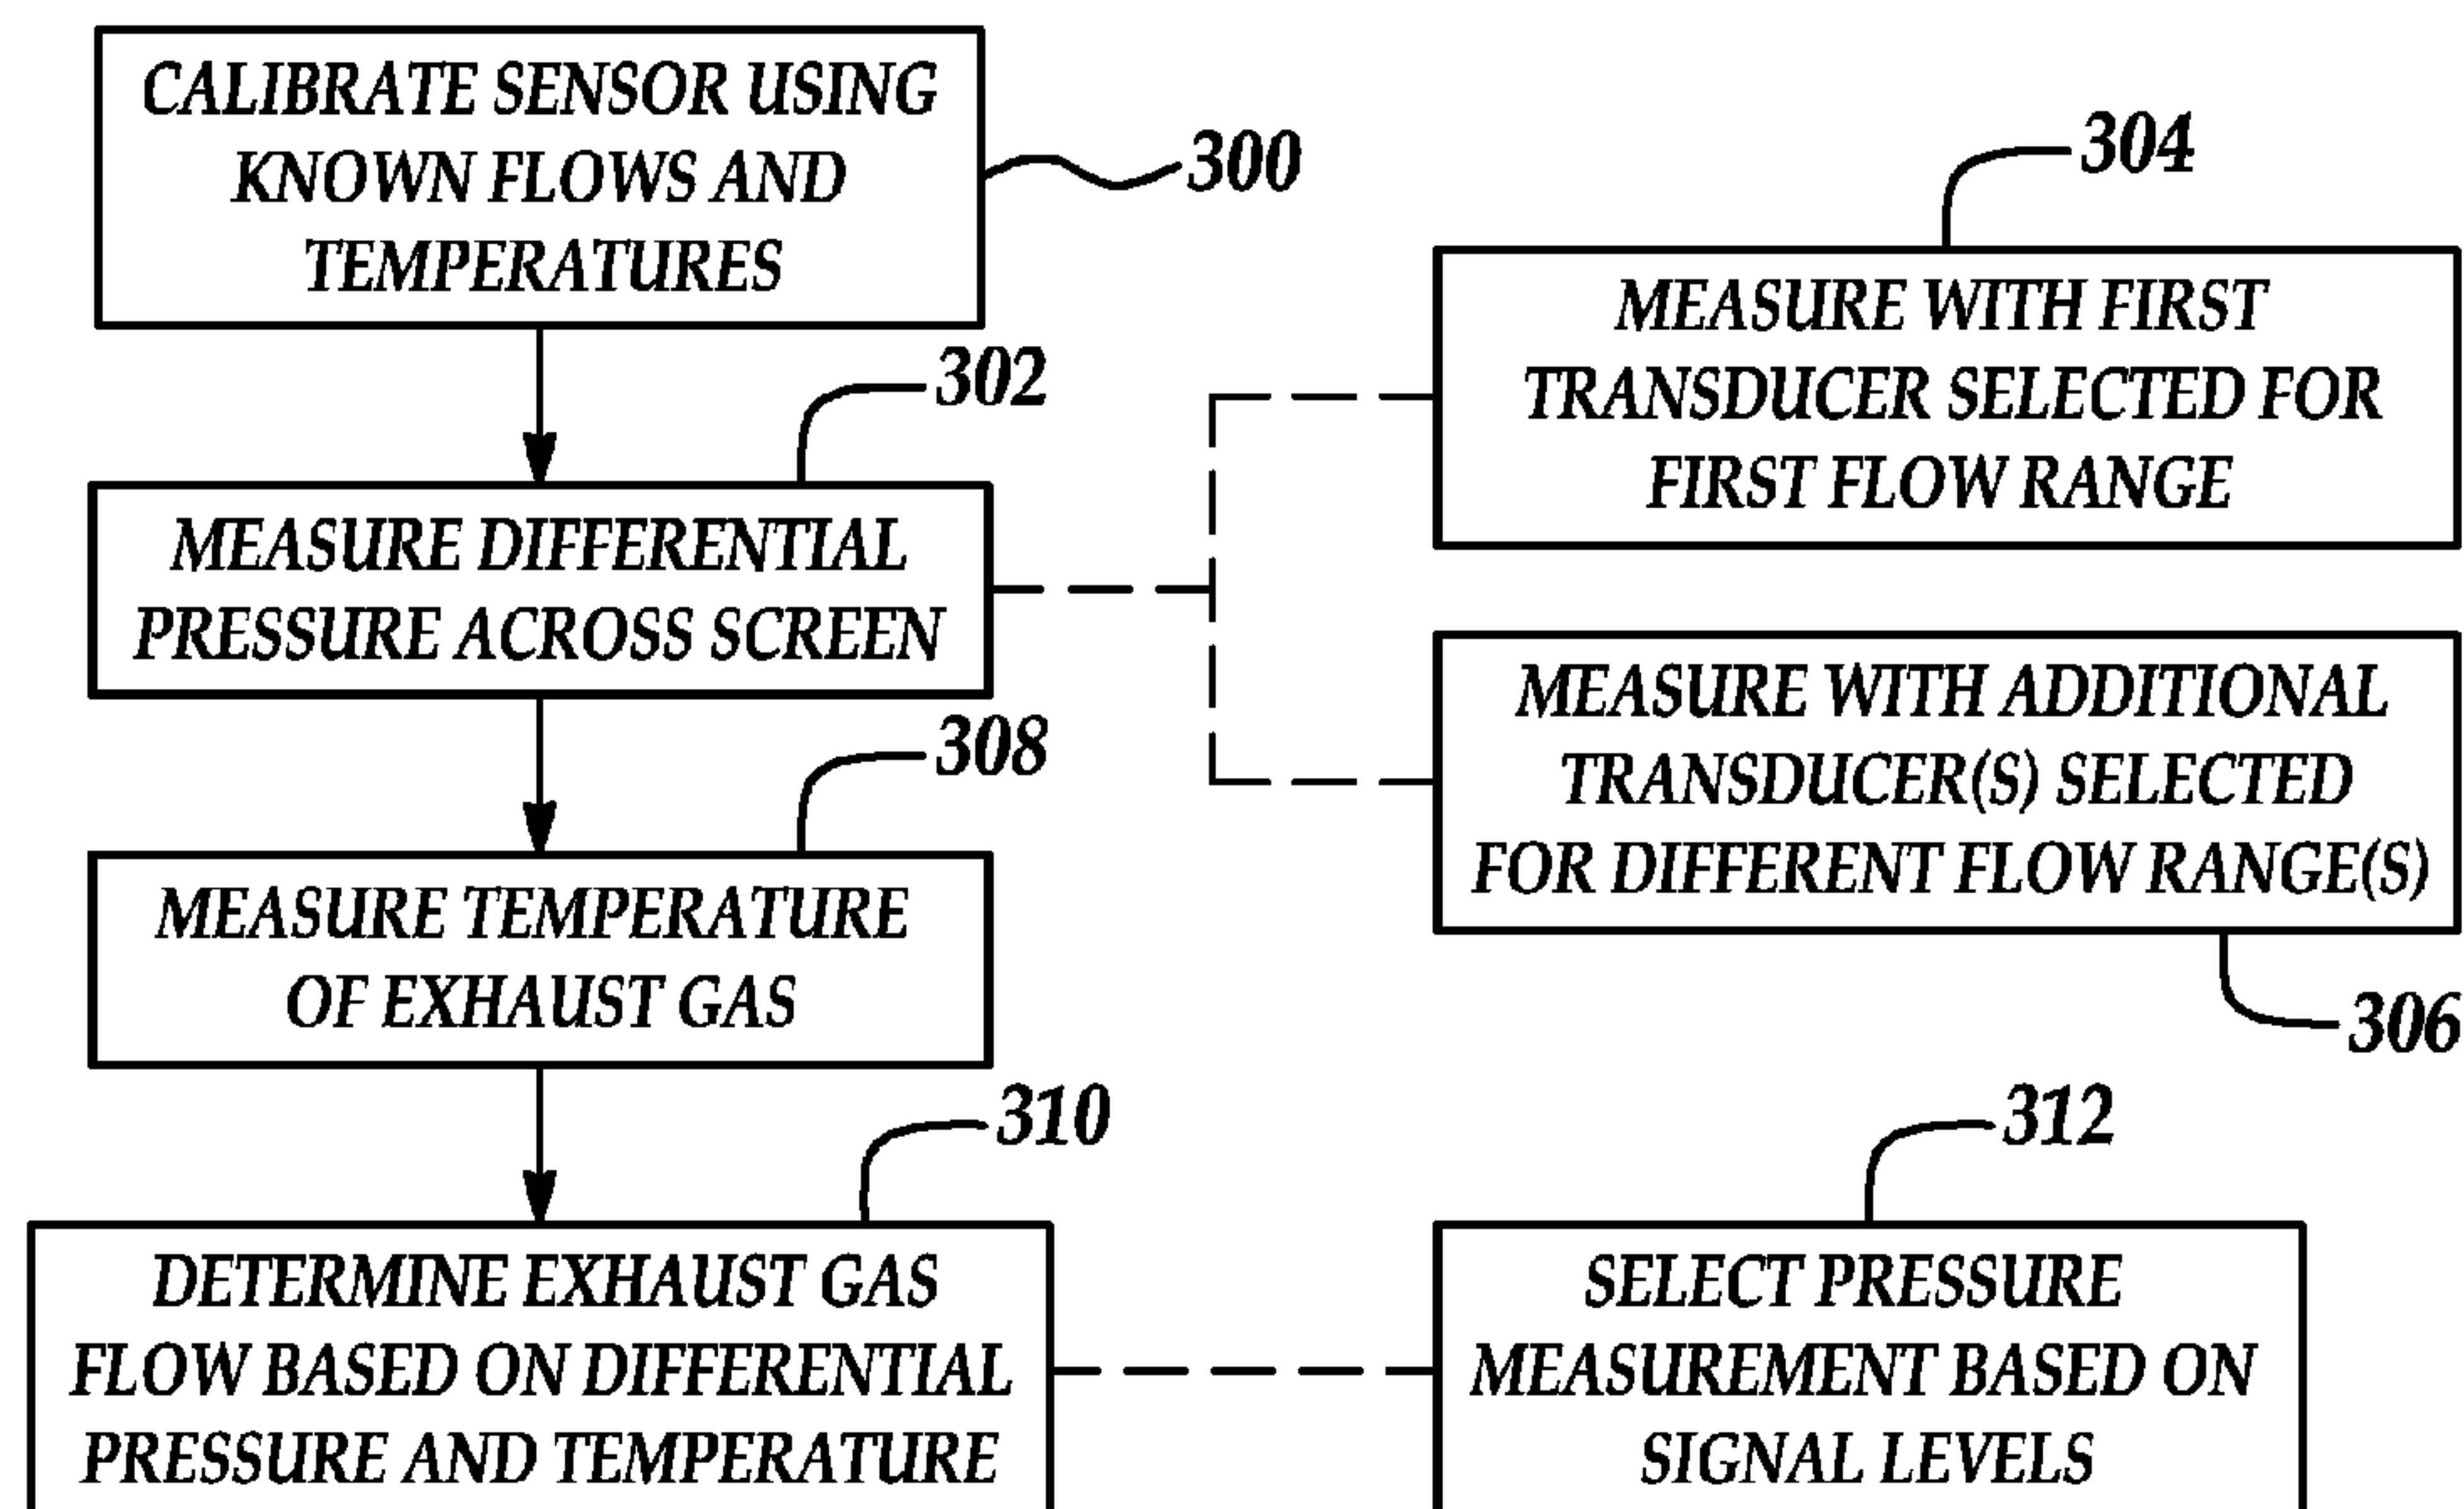 CALIBRATE SENSOR USING
KNOWN FLOWS AND
TEMPERATURES
300
302
MEASURE DIFFERENTIAL
PRESSURE ACROSS SCREEN
304
MEASURE WITH FIRST
TRANSDUCER SELECTED FOR
FIRST FLOW RANGE
MEASURE WITH ADDITIONAL
TRANSDUCER(S) SELECTED
FOR DIFFERENT FLOW RANGE(S)
306
308
MEASURE TEMPERATURE
OF EXHAUST GAS
310
DETERMINE EXHAUST GAS
FLOW BASED ON DIFFERENTIAL
PRESSURE AND TEMPERATURE
312
SELECT PRESSURE
MEASUREMENT BASED ON
SIGNAL LEVELS